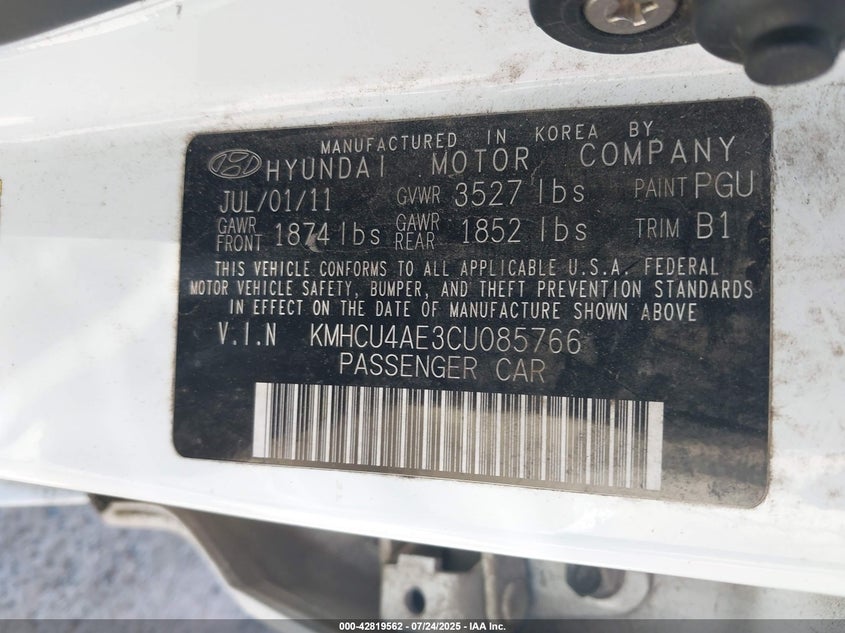 MANUFACTURED IN KOREA BY
HYUNDAI MOTOR COMPANY
JUL/01/11 GVWR 3527 lbs PAINT PGU
GAWR FRONT 1874 lbs GAWR REAR 1852 lbs TRIM B1
THIS VEHICLE CONFORMS TO ALL APPLICABLE U.S.A. FEDERAL
MOTOR VEHICLE SAFETY, BUMPER, AND THEFT PREVENTION STANDARDS
IN EFFECT ON THE DATE OF MANUFACTURE SHOWN ABOVE
V.I.N KMHCU4AE3CU085766
PASSENGER CAR
000-42819562 / 07/24/2025 - IAA Inc.